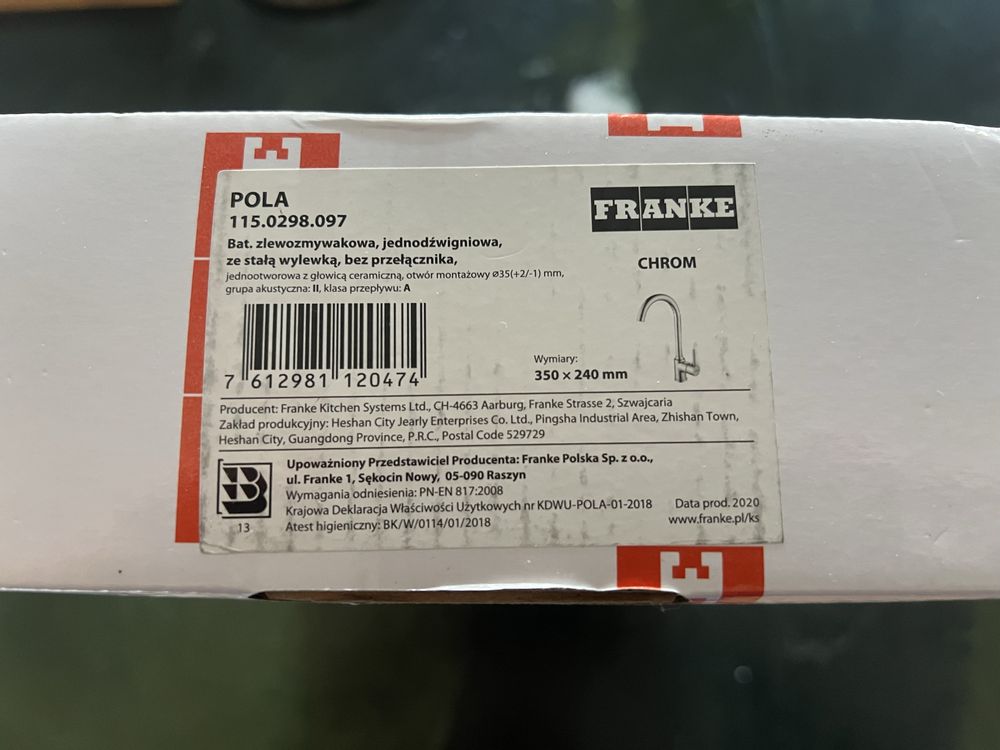 POLA
115.0298.097
Bat. zlewozmywakowa, jednodźwigniowa,
ze stałą wylewką, bez przełącznika,
jednootworowa z głowicą ceramiczną, otwór montażowy ø35(+2/-1) mm,
grupa akustyczna: II, klasa przepływu: A
FRANKE
CHROM
7 612981 120474
Wymiary:
350 × 240 mm
Producent: Franke Kitchen Systems Ltd., CH-4663 Aarburg, Franke Strasse 2, Szwajcaria
Zakład produkcyjny: Heshan City Jearly Enterprises Co. Ltd., Pingsha Industrial Area, Zhishan Town,
Heshan City, Guangdong Province, P.R.C., Postal Code 529729
13
Upoważniony Przedstawiciel Producenta: Franke Polska Sp. z o.o.,
ul. Franke 1, Sękocin Nowy, 05-090 Raszyn
Wymagania odniesienia: PN-EN 817:2008
Krajowa Deklaracja Właściwości Użytkowych nr KDWU-POLA-01-2018
Atest higieniczny: BK/W/0114/01/2018
Data prod. 2020
www.franke.pl/ks